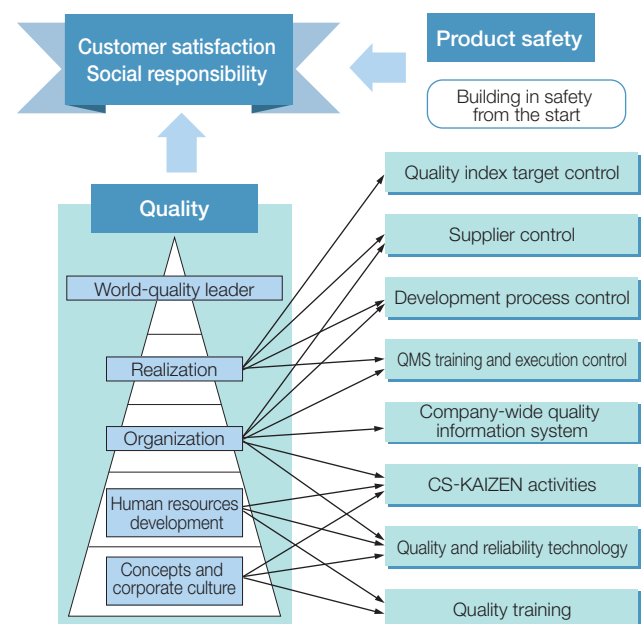 Customer satisfaction
Social responsibility
Product safety
Building in safety
from the start
Quality
World-quality leader
Realization
Organization
Human resources
development
Concepts and
corporate culture
Quality index target control
Supplier control
Development process control
QMS training and execution control
Company-wide quality
information system
CS-KAIZEN activities
Quality and reliability technology
Quality training